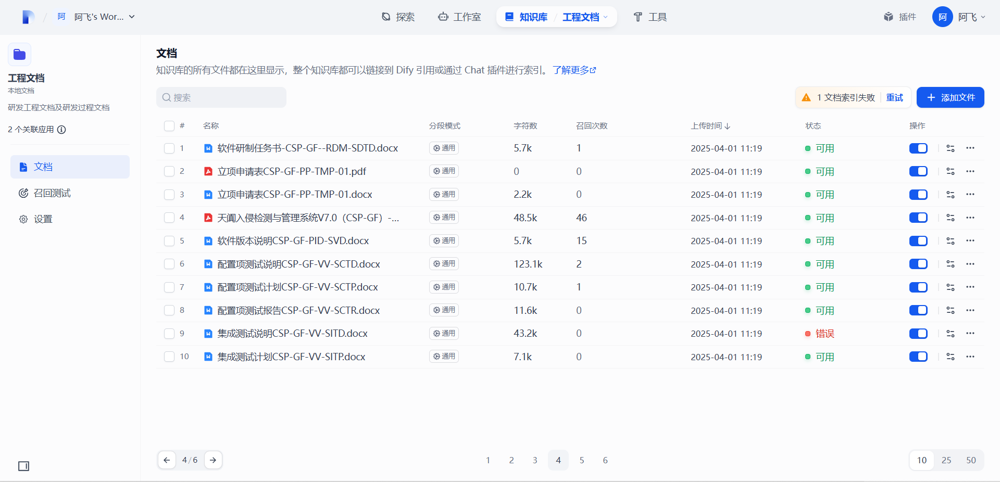 / 阿 阿飞's Wor...
探索
工作室
知识库 / 工程文档
工具
插件
阿 阿飞
工程文档
本地文档
研发工程文档及研发过程文档
2 个关联应用
文档
召回测试
设置
文档
知识库的所有文件都在这里显示，整个知识库都可以链接到 Dify 引用或通过 Chat 插件进行索引。 了解更多
搜索
1 文档索引失败 重试
添加文件
# 名称 分段模式 字符数 召回次数 上传时间 状态 操作
1 软件研制任务书-CSP-GF--RDM-SDTD.docx 通用 5.7k 1 2025-04-01 11:19 可用
2 立项申请表CSP-GF-PP-TMP-01.pdf 通用 0 0 2025-04-01 11:19 可用
3 立项申请表CSP-GF-PP-TMP-01.docx 通用 2.2k 0 2025-04-01 11:19 可用
4 天阗入侵检测与管理系统V7.0（CSP-GF）-... 通用 48.5k 46 2025-04-01 11:19 可用
5 软件版本说明CSP-GF-PID-SVD.docx 通用 5.7k 15 2025-04-01 11:19 可用
6 配置项测试说明CSP-GF-VV-SCTD.docx 通用 123.1k 2 2025-04-01 11:19 可用
7 配置项测试计划CSP-GF-VV-SCTP.docx 通用 10.7k 1 2025-04-01 11:19 可用
8 配置项测试报告CSP-GF-VV-SCTR.docx 通用 11.6k 0 2025-04-01 11:19 可用
9 集成测试说明CSP-GF-VV-SITD.docx 通用 43.2k 0 2025-04-01 11:19 错误
10 集成测试计划CSP-GF-VV-SITP.docx 通用 7.1k 0 2025-04-01 11:19 可用
4/6
1 2 3 4 5 6
10 25 50